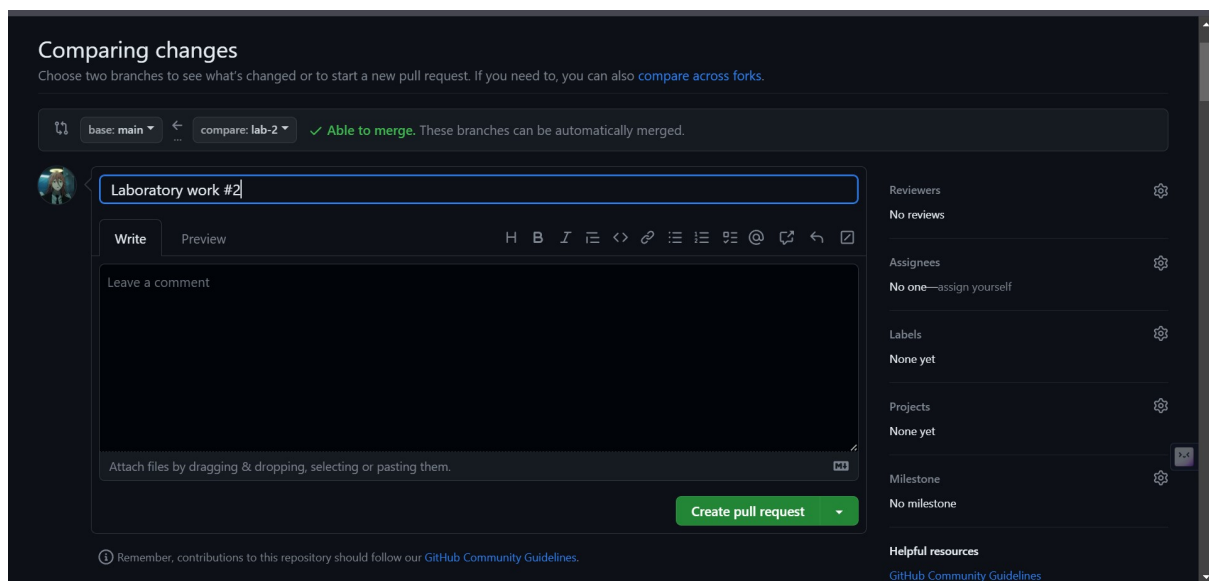 Comparing changes
Choose two branches to see what's changed or to start a new pull request. If you need to, you can also compare across forks.
base: main
compare: lab-2
Able to merge. These branches can be automatically merged.
Laboratory work #2
Write
Preview
Leave a comment
Attach files by dragging & dropping, selecting or pasting them.
Create pull request
Remember, contributions to this repository should follow our GitHub Community Guidelines.
Reviewers
No reviews
Assignees
No one—assign yourself
Labels
None yet
Projects
None yet
Milestone
No milestone
Helpful resources
GitHub Community Guidelines